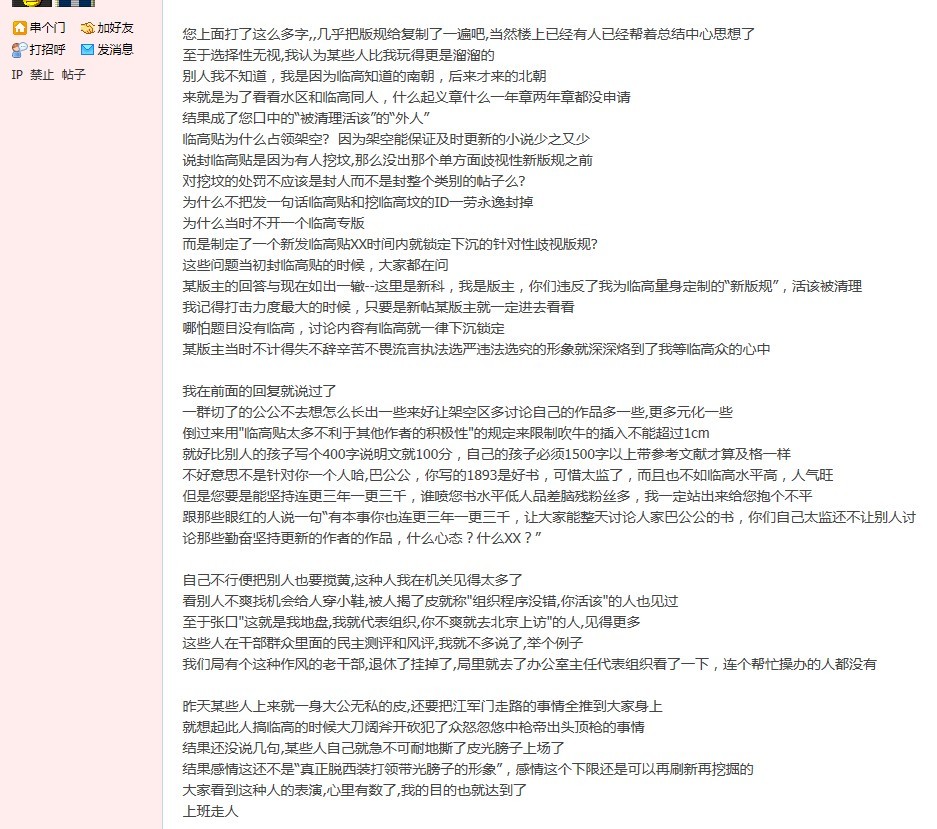 串个门 加好友
打招呼 发消息
IP 禁止 帖子
您上面打了这么多字,,几乎把版规给复制了一遍吧,当然楼上已经有人已经帮着总结中心思想了
至于选择性无视,我认为某些人比我玩得更是溜溜的
别人我不知道，我是因为临高知道的南朝，后来才来的北朝
来就是为了看看水区和临高同人，什么起义章什么一年章两年章都没申请
结果成了您口中的“被清理活该”的“外人”
临高贴为什么占领架空？因为架空能保证及时更新的小说少之又少
说封临高贴是因为有人挖坟,那么没出那个单方面歧视性新版规之前
对挖坟的处罚不应该是封人而不是封整个类别的帖子么?
为什么不把发一句话临高贴和挖临高坟的ID一劳永逸封掉
为什么当时不开一个临高专版
而是制定了一个新发临高贴XX时间内就锁定下沉的针对性歧视版规?
这些问题当初封临高贴的时候，大家都在问
某版主的回答与现在如出一辙--这里是新科，我是版主，你们违反了我为临高量身定制的“新版规”，活该被清理
我记得打击力度最大的时候，只要是新帖某版主就一定进去看看
哪怕题目没有临高，讨论内容有临高就一律下沉锁定
某版主当时不计得失不辞辛苦不畏流言执法选严违法选究的形象就深深烙到了我等临高众的心中
我在前面的回复就说过了
一群切了的公公不去想怎么长出一些来好让架空区多讨论自己的作品多一些,更多元化一些
倒过来用"临高贴太多不利于其他作者的积极性"的规定来限制吹牛的插入不能超过1cm
就好比别人的孩子写个400字说明文就100分，自己的孩子必须1500字以上带参考文献才算及格一样
不好意思不是针对你一个人哈,巴公公，你写的1893是好书，可惜太监了，而且也不如临高水平高，人气旺
但是您要是能坚持连更三年一更三千，谁喷您书水平低人品差脑残粉丝多，我一定站出来给您抱个不平
跟那些眼红的人说一句“有本事你也连更三年一更三千，让大家能整天讨论人家巴公公的书，你们自己太监还不让别人讨
论那些勤奋坚持更新的作者的作品，什么心态？什么XX？”
自己不行便把别人也要搅黄,这种人我在机关见得太多了
看别人不爽找机会给人穿小鞋,被人揭了皮就称"组织程序没错,你活该"的人也见过
至于张口"这就是我地盘,我就代表组织,你不爽就去北京上访"的人,见得更多
这些人在干部群众里面的民主测评和风评,我就不多说了,举个例子
我们局有个这种作风的老干部,退休了挂掉了,局里就去了办公室主任代表组织看了一下，连个帮忙操办的人都没有
昨天某些人上来就一身大公无私的皮,还要把江军门走路的事情全推到大家身上
就想起此人搞临高的时候大刀阔斧开砍犯了众怒忽悠中枪帝出头顶枪的事情
结果还没说几句,某些人自己就急不可耐地撕了皮光膀子上场了
结果感情这还不是“真正脱西装打领带光膀子的形象”，感情这个下限还是可以再刷新再挖掘的
大家看到这种人的表演,心里有数了,我的目的也就达到了
上班走人